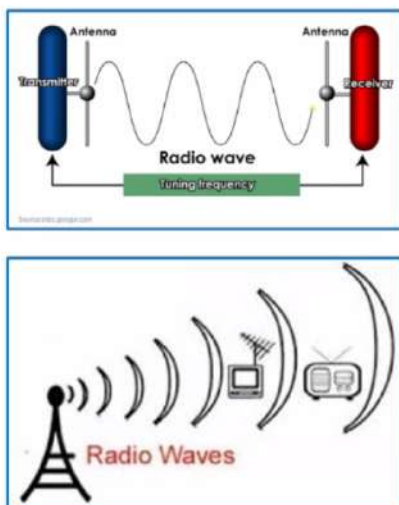 Antenna Antenna
Transmitter Receiver
Radio wave
Tuning frequency
Radio Waves